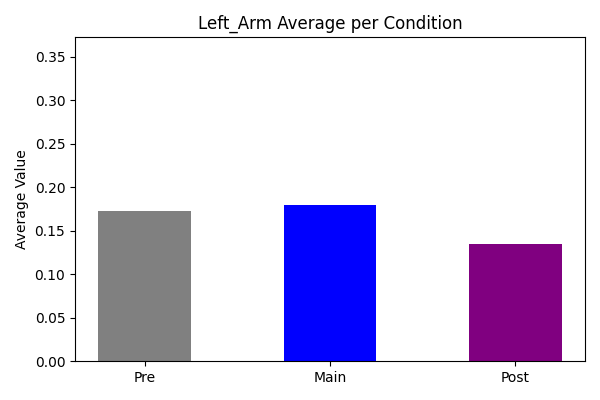 Left_Arm Average per Condition
Average Value
0.35
0.30
0.25
0.20
0.15
0.10
0.05
0.00
Pre
Main
Post